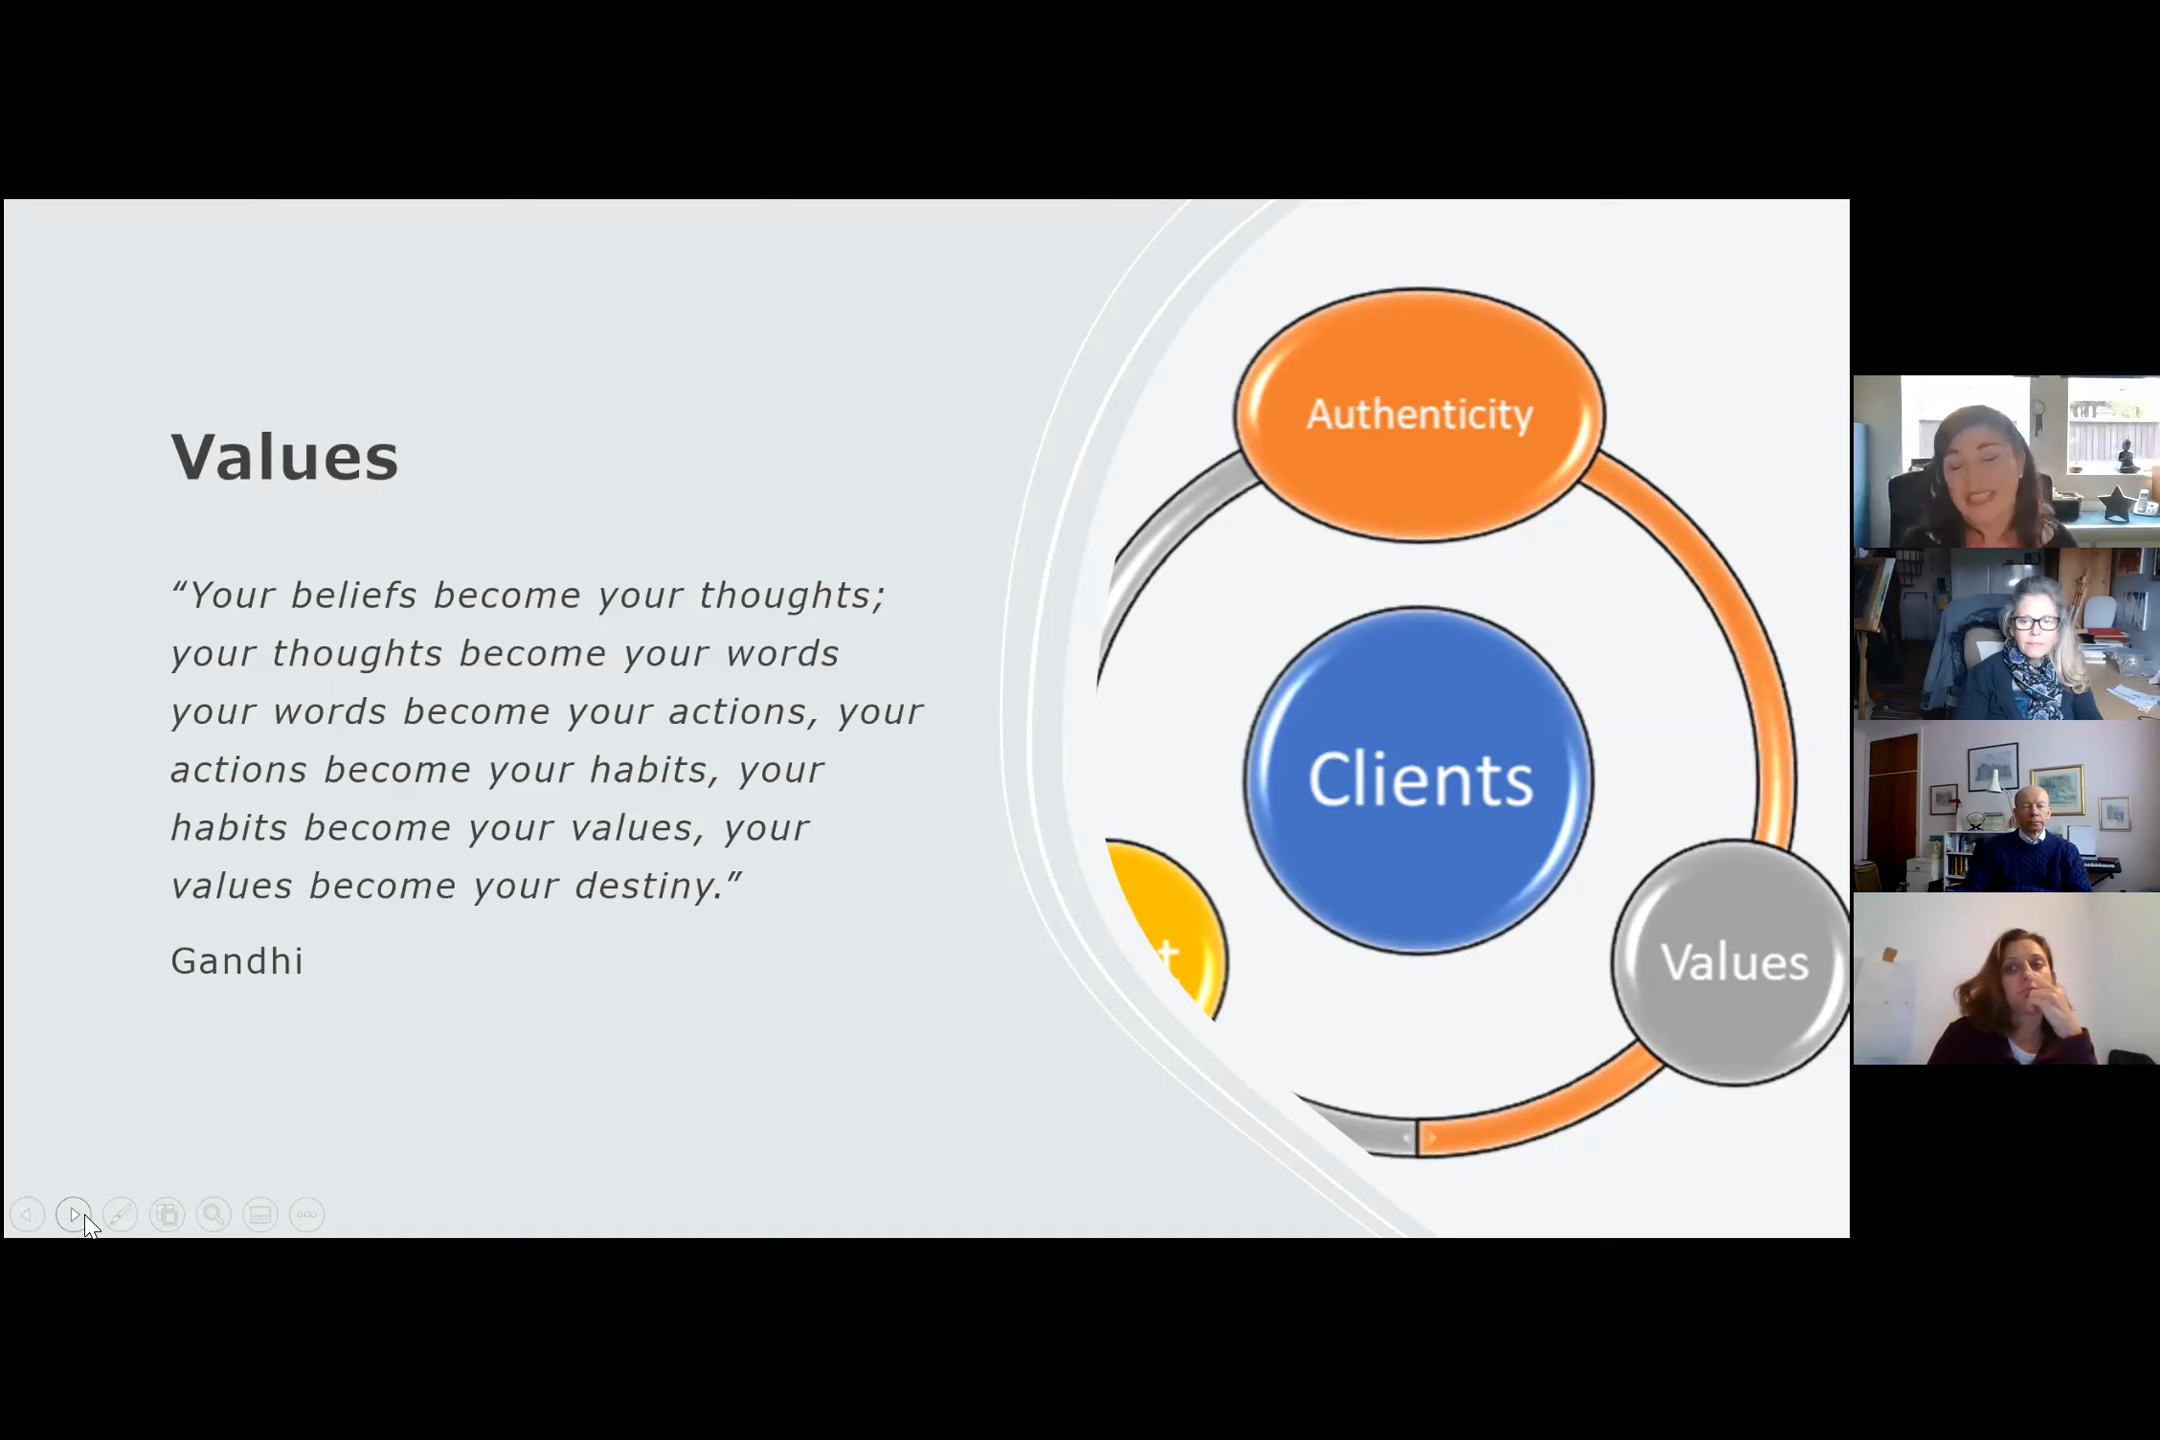 Values
“Your beliefs become your thoughts;
your thoughts become your words
your words become your actions, your
actions become your habits, your
habits become your values, your
values become your destiny.”
Gandhi
Authenticity
Clients
Values
t